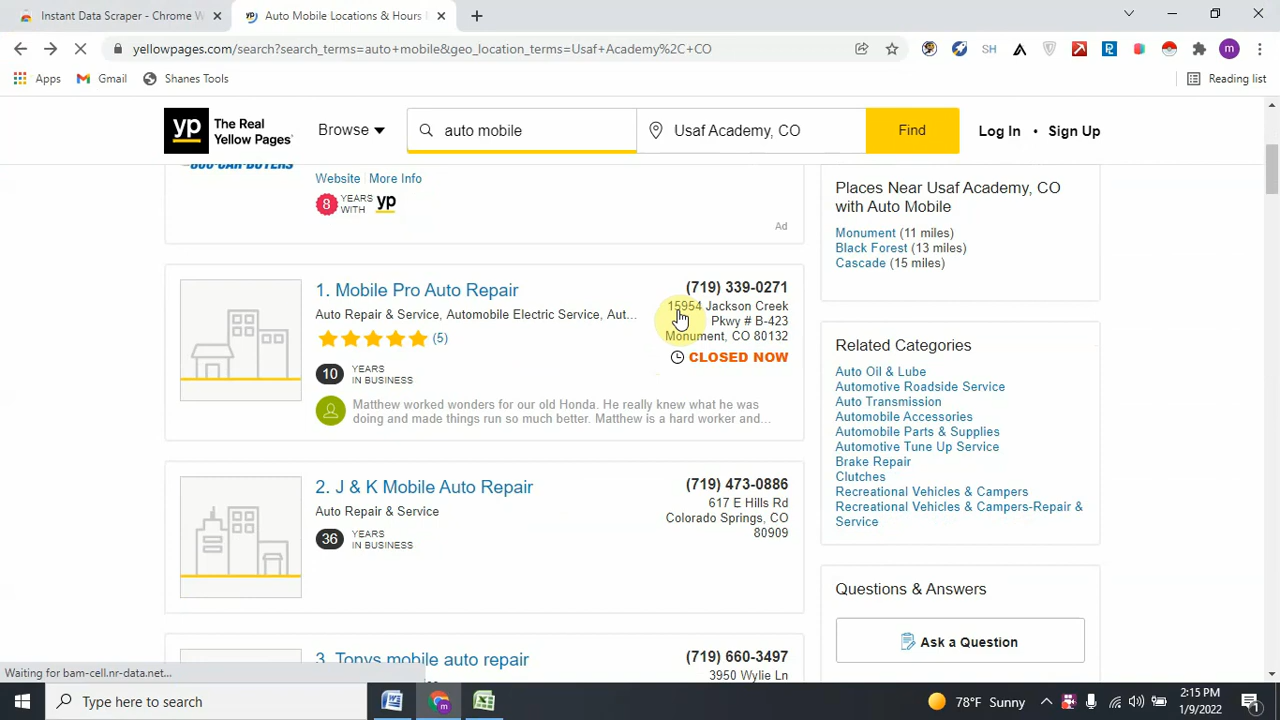 Instant Data Scraper - Chrome W
Auto Mobile Locations & Hours
yellowpages.com/search?search_terms=auto+mobile&geo_location_terms=Usaf+Academy%2C+CO
SH
m
Apps
Gmail
Shanes Tools
Reading list
yp
The Real
Yellow Pages
Browse
auto mobile
Usaf Academy, CO
Find
Log In • Sign Up
800-CAR-BUYERS
Website
More Info
8
YEARS
WITH
yp
Ad
1. Mobile Pro Auto Repair
Auto Repair & Service, Automobile Electric Service, Aut...
(5)
10
YEARS
IN BUSINESS
Matthew worked wonders for our old Honda. He really knew what he was
doing and made things run so much better. Matthew is a hard worker and...
(719) 339-0271
15954 Jackson Creek
Pkwy # B-423
Monument, CO 80132
CLOSED NOW
2. J & K Mobile Auto Repair
Auto Repair & Service
36
YEARS
IN BUSINESS
(719) 473-0886
617 E Hills Rd
Colorado Springs, CO
80909
3. Tonys mobile auto repair
(719) 660-3497
3950 Wylie Ln
Places Near Usaf Academy, CO
with Auto Mobile
Monument (11 miles)
Black Forest (13 miles)
Cascade (15 miles)
Related Categories
Auto Oil & Lube
Automotive Roadside Service
Auto Transmission
Automobile Accessories
Automobile Parts & Supplies
Automotive Tune Up Service
Brake Repair
Clutches
Recreational Vehicles & Campers
Recreational Vehicles & Campers-Repair &
Service
Questions & Answers
Ask a Question
Waiting for bam-cell.nr-data.net...
Type here to search
78°F Sunny
2:15 PM
1/9/2022
1